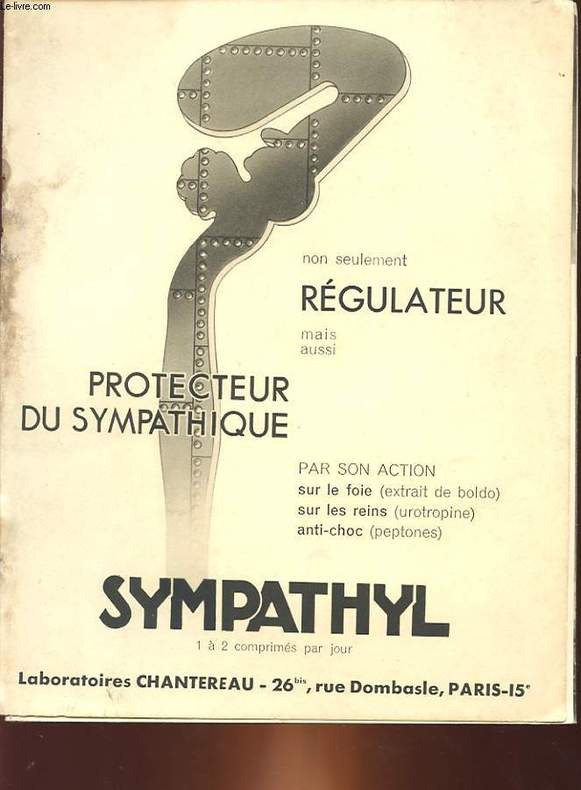 Le-livre.com
non seulement
RÉGULATEUR
mais
aussi
PROTECTEUR
DU SYMPATHIQUE
PAR SON ACTION
sur le foie (extrait de boldo)
sur les reins (urotropine)
anti-choc (peptones)
SYMPATHYL
1 à 2 comprimés par jour
Laboratoires CHANTEREAU - 26bis, rue Dombasle, PARIS-15e